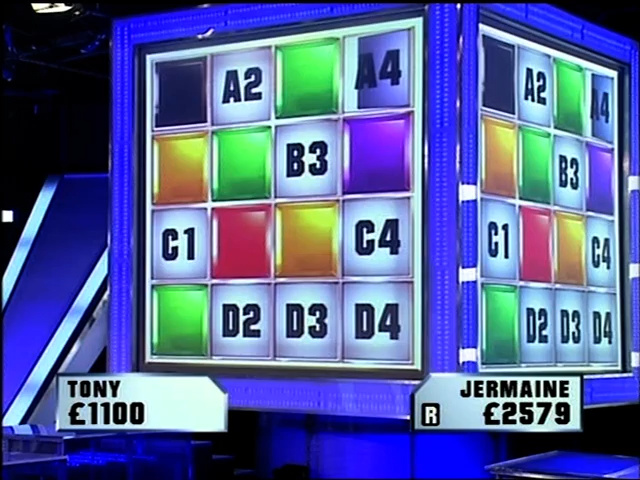 A2 A4
B3
C1 C4
D2 D3 D4
A2 A4
B3
C1 C4
D2 D3 D4
TONY
£1100
JERMAINE
R £2579